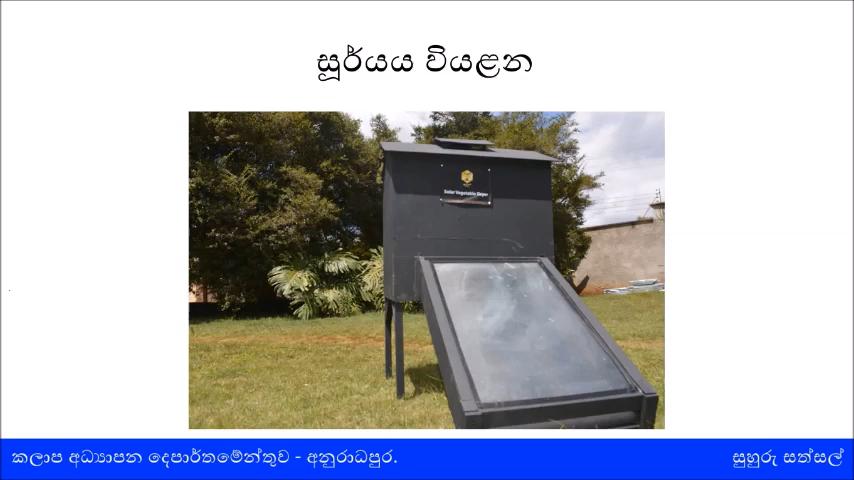 සූර්යය වියළන
Solar Vegetable Dryer
කලාප අධ්‍යාපන දෙපාර්තමේන්තුව - අනුරාධපුර.
සුහුරු සත්සල්